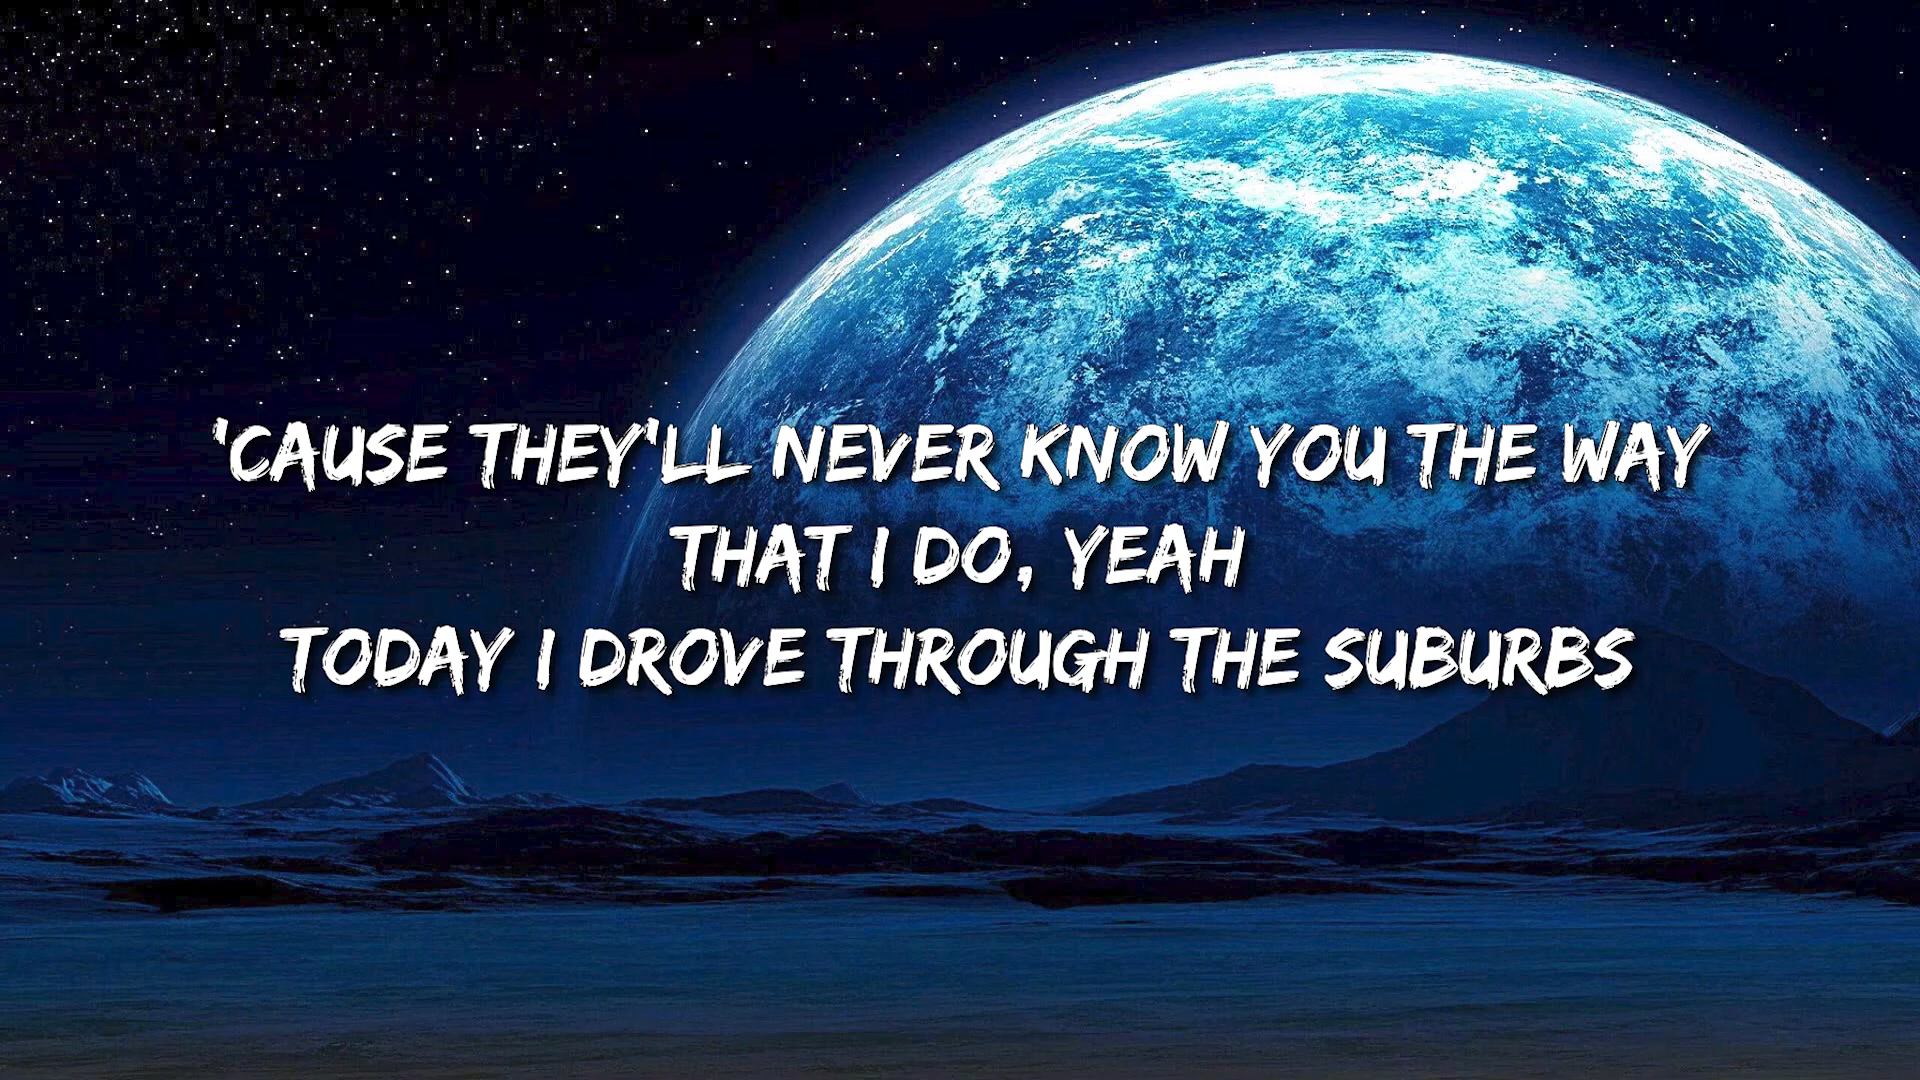 'CAUSE THEY'LL NEVER KNOW YOU THE WAY
THAT I DO, YEAH
TODAY I DROVE THROUGH THE SUBURBS